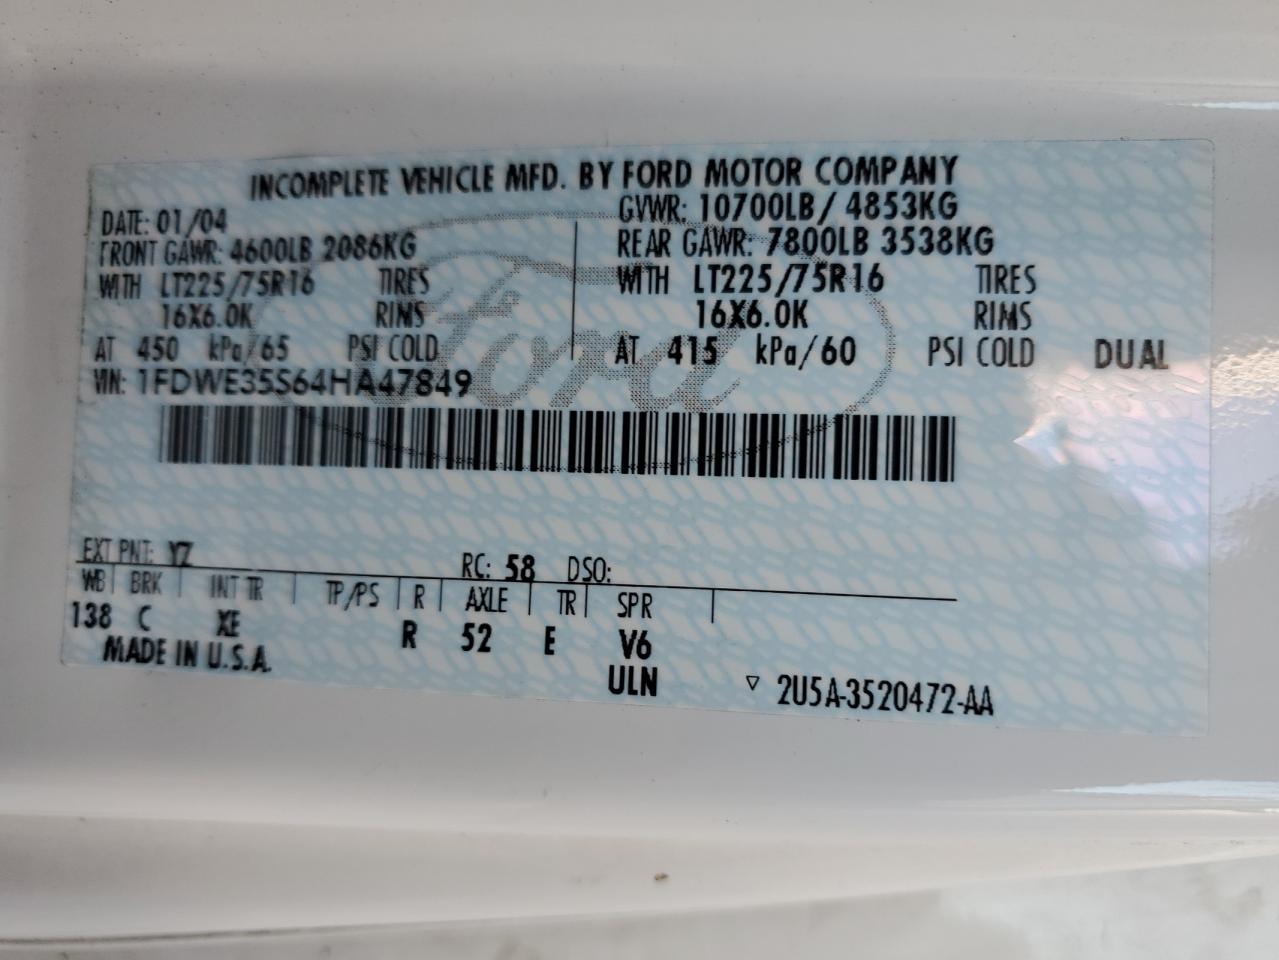 INCOMPLETE VEHICLE MFD. BY FORD MOTOR COMPANY
DATE: 01/04 GVWR: 10700LB/ 4853KG
FRONT GAWR: 4600LB 2086KG REAR GAWR: 7800LB 3538KG
WITH LT225/75R16 TIRES WITH LT225/75R16 TIRES
16X6.0K RIMS 16X6.0K RIMS
AT 450 kPa/65 PSI COLD AT 415 kPa/60 PSI COLD DUAL
VIN: 1FDWE35S64HA47849
Ford
EXT PNT: YZ RC: 58 DSO:
WB BRK INT TR TP/PS R AXLE TR SPR
138 C XE R 52 E V6
MADE IN U.S.A. ULN ▽ 2U5A-3520472-AA